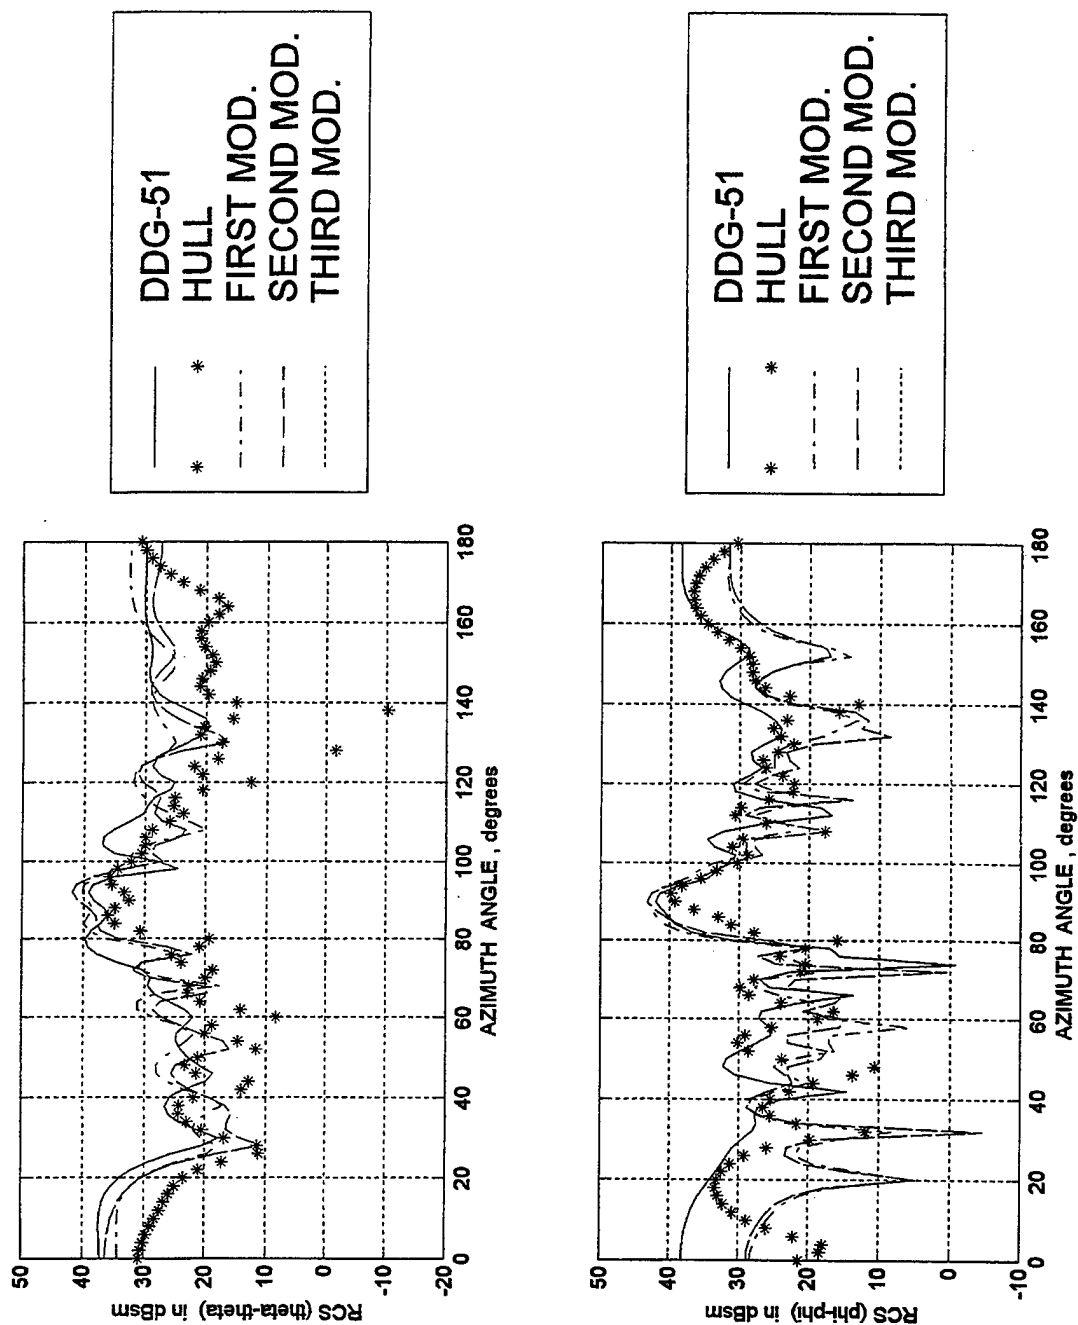 DDG-51
HULL
FIRST MOD.
SECOND MOD.
THIRD MOD.
50
40
30
20
10
0
-10
-20
RCS (theta-theta) in dBsm
0
20
40
60
80
100
120
140
160
180
AZIMUTH ANGLE , degrees
DDG-51
HULL
FIRST MOD.
SECOND MOD.
THIRD MOD.
50
40
30
20
10
0
-10
RCS (phi-phi) in dBsm
0
20
40
60
80
100
120
140
160
180
AZIMUTH ANGLE , degrees